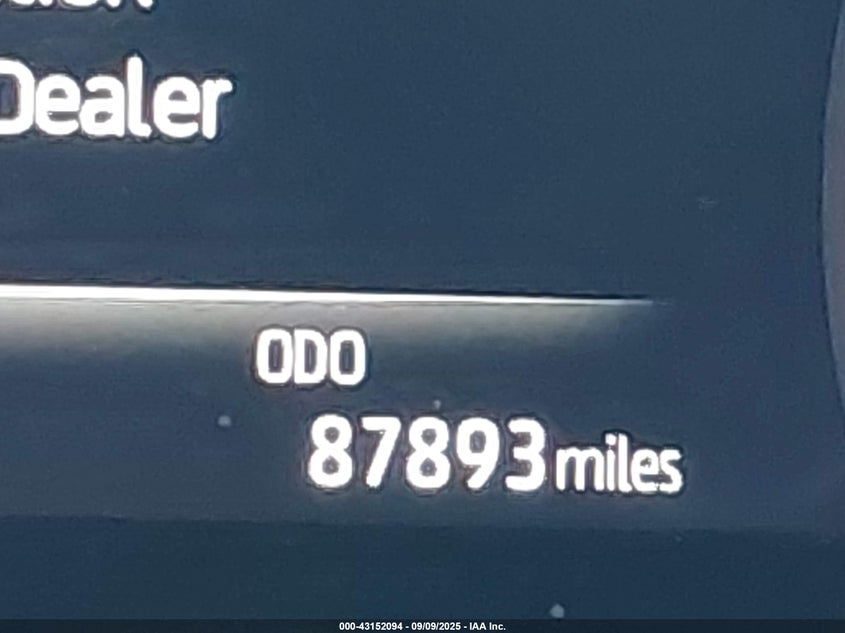 Dealer
ODO
87893 miles
000-43152094 - 09/09/2025 - IAA Inc.